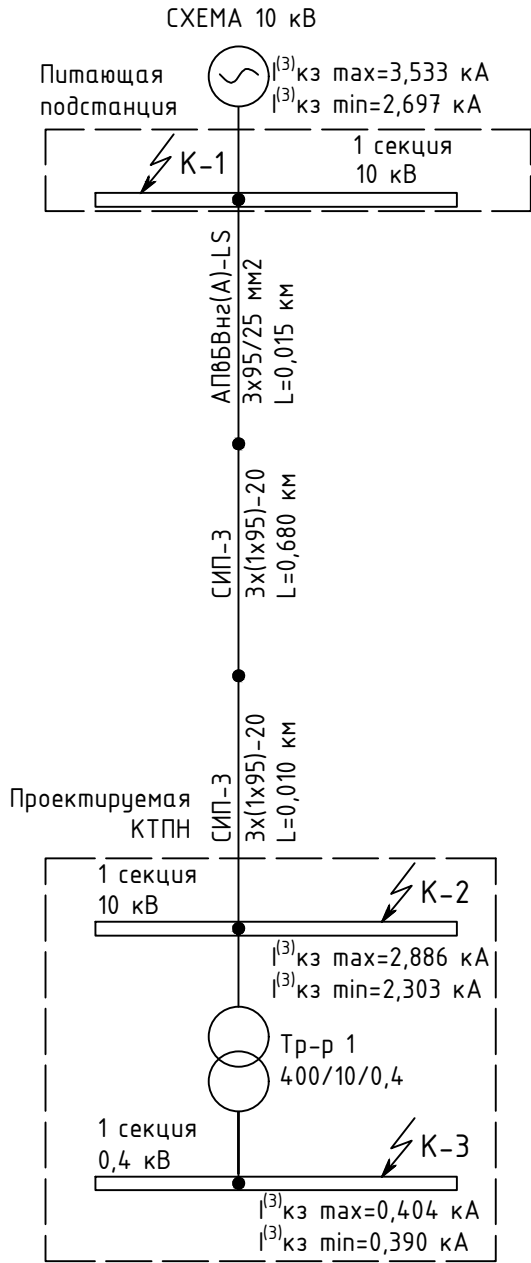 СХЕМА 10 кВ
Питающая
подстанция
I(3)кз max=3,533 кА
I(3)кз min=2,697 кА
К-1
1 секция
10 кВ
АПвБВнг(А)-LS
3х95/25 мм2
L=0,015 км
СИП-3
3х(1х95)-20
L=0,680 км
СИП-3
3х(1х95)-20
L=0,010 км
Проектируемая
КТПН
1 секция
10 кВ
К-2
I(3)кз max=2,886 кА
I(3)кз min=2,303 кА
Тр-р 1
400/10/0,4
1 секция
0,4 кВ
К-3
I(3)кз max=0,404 кА
I(3)кз min=0,390 кА